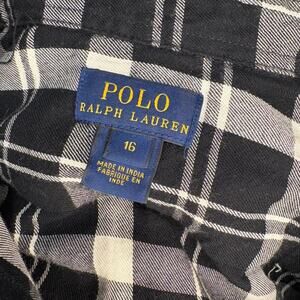 POLO
RALPH LAUREN
16
MADE IN INDIA
FABRIQUÉ EN
INDE